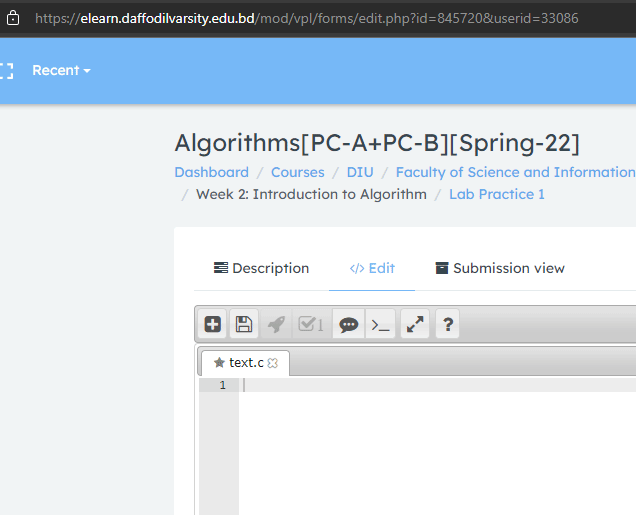 https://elearn.daffodilvarsity.edu.bd/mod/vpl/forms/edit.php?id=845720&userid=33086
Recent
Algorithms[PC-A+PC-B][Spring-22]
Dashboard / Courses / DIU / Faculty of Science and Information
/ Week 2: Introduction to Algorithm / Lab Practice 1
Description </> Edit Submission view
1 >_ ?
text.c
1